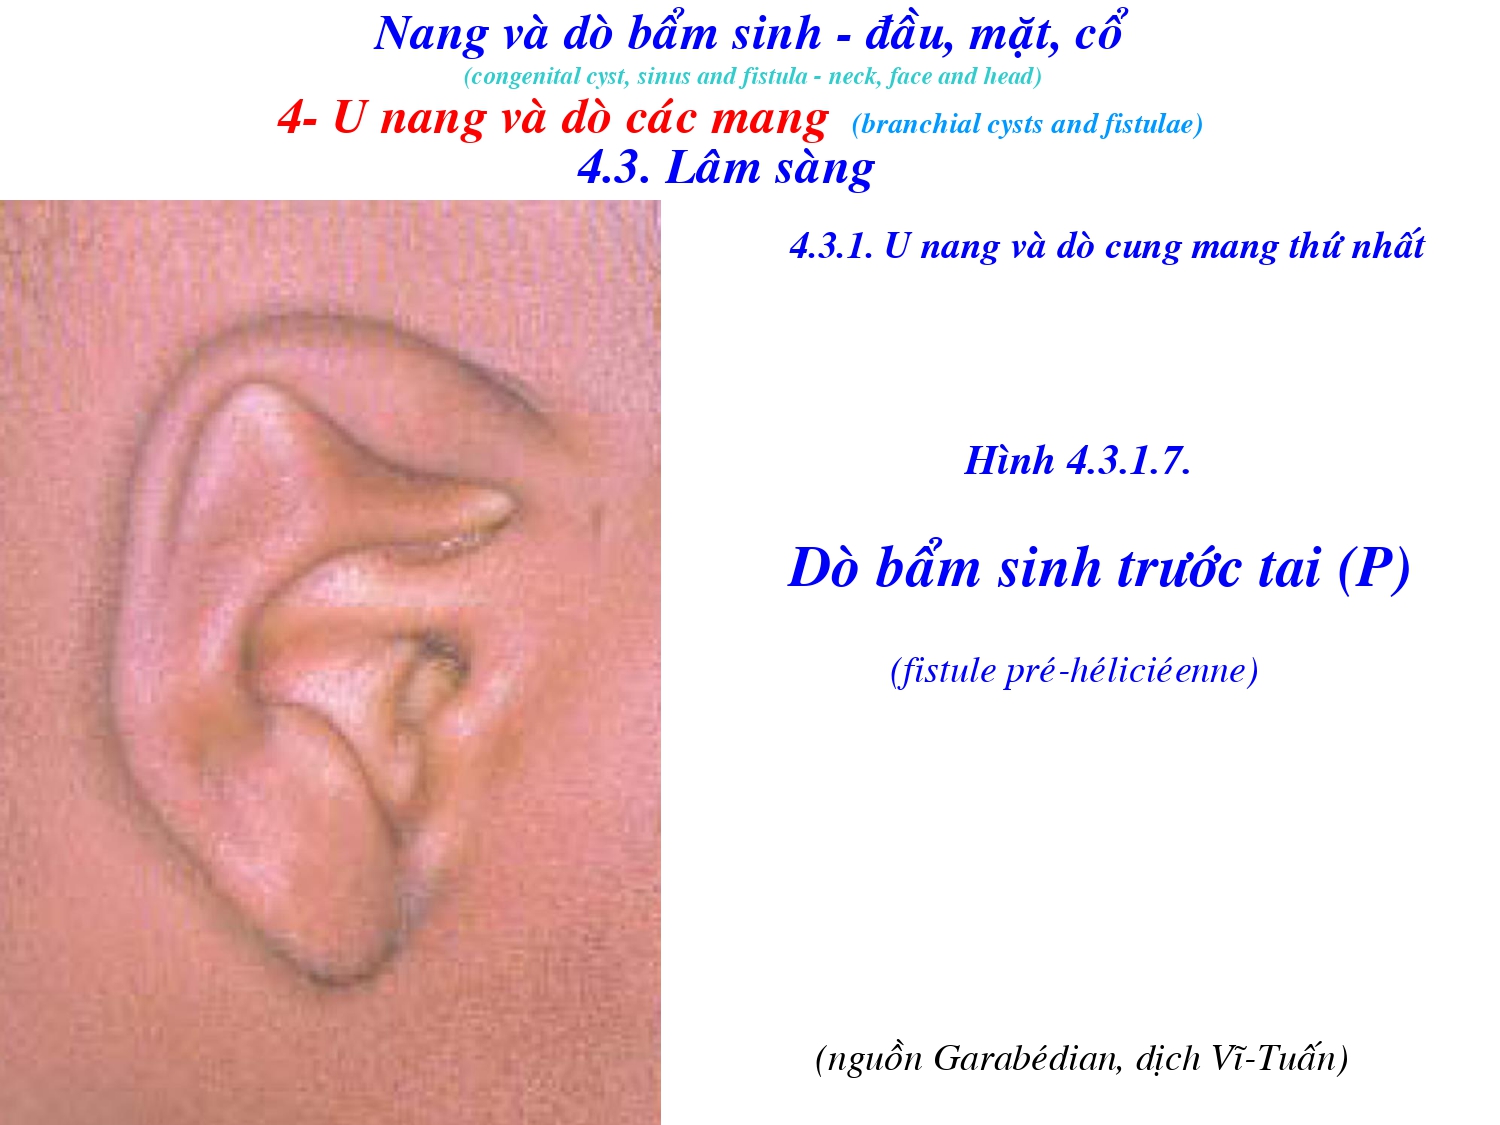 Nang và dò bẩm sinh - đầu, mặt, cổ
(congenital cyst, sinus and fistula - neck, face and head)
4- U nang và dò các mang (branchial cysts and fistulae)
4.3. Lâm sàng
4.3.1. U nang và dò cung mang thứ nhất
Hình 4.3.1.7.
Dò bẩm sinh trước tai (P)
(fistule pré-héliciéenne)
(nguồn Garabédian, dịch Vĩ-Tuấn)